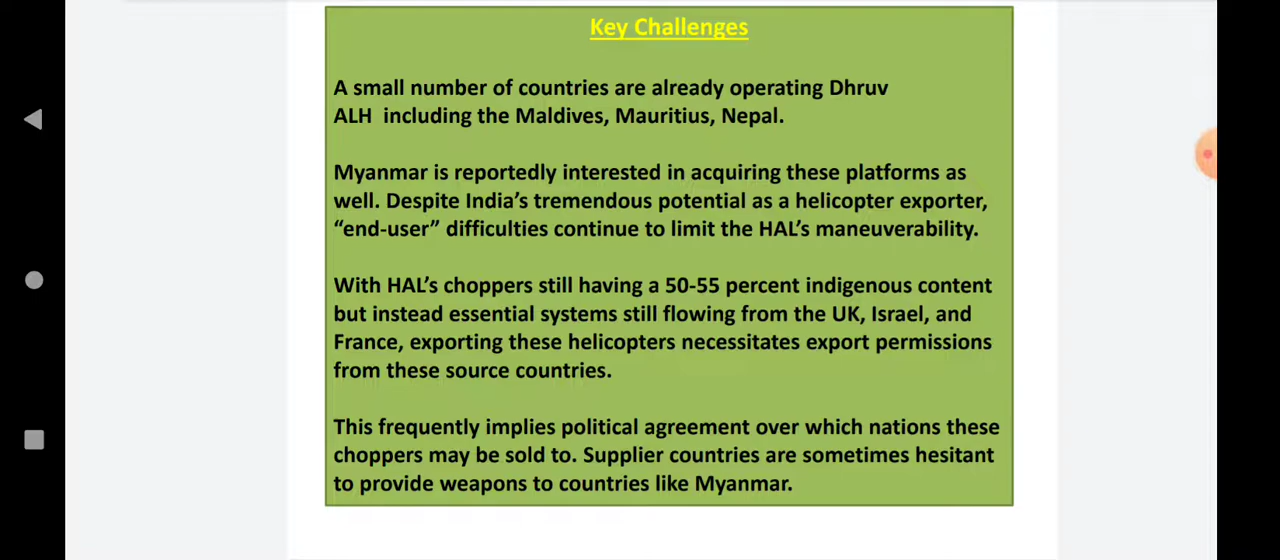 Key Challenges
A small number of countries are already operating Dhruv
ALH including the Maldives, Mauritius, Nepal.
Myanmar is reportedly interested in acquiring these platforms as
well. Despite India’s tremendous potential as a helicopter exporter,
“end-user” difficulties continue to limit the HAL’s maneuverability.
With HAL’s choppers still having a 50-55 percent indigenous content
but instead essential systems still flowing from the UK, Israel, and
France, exporting these helicopters necessitates export permissions
from these source countries.
This frequently implies political agreement over which nations these
choppers may be sold to. Supplier countries are sometimes hesitant
to provide weapons to countries like Myanmar.